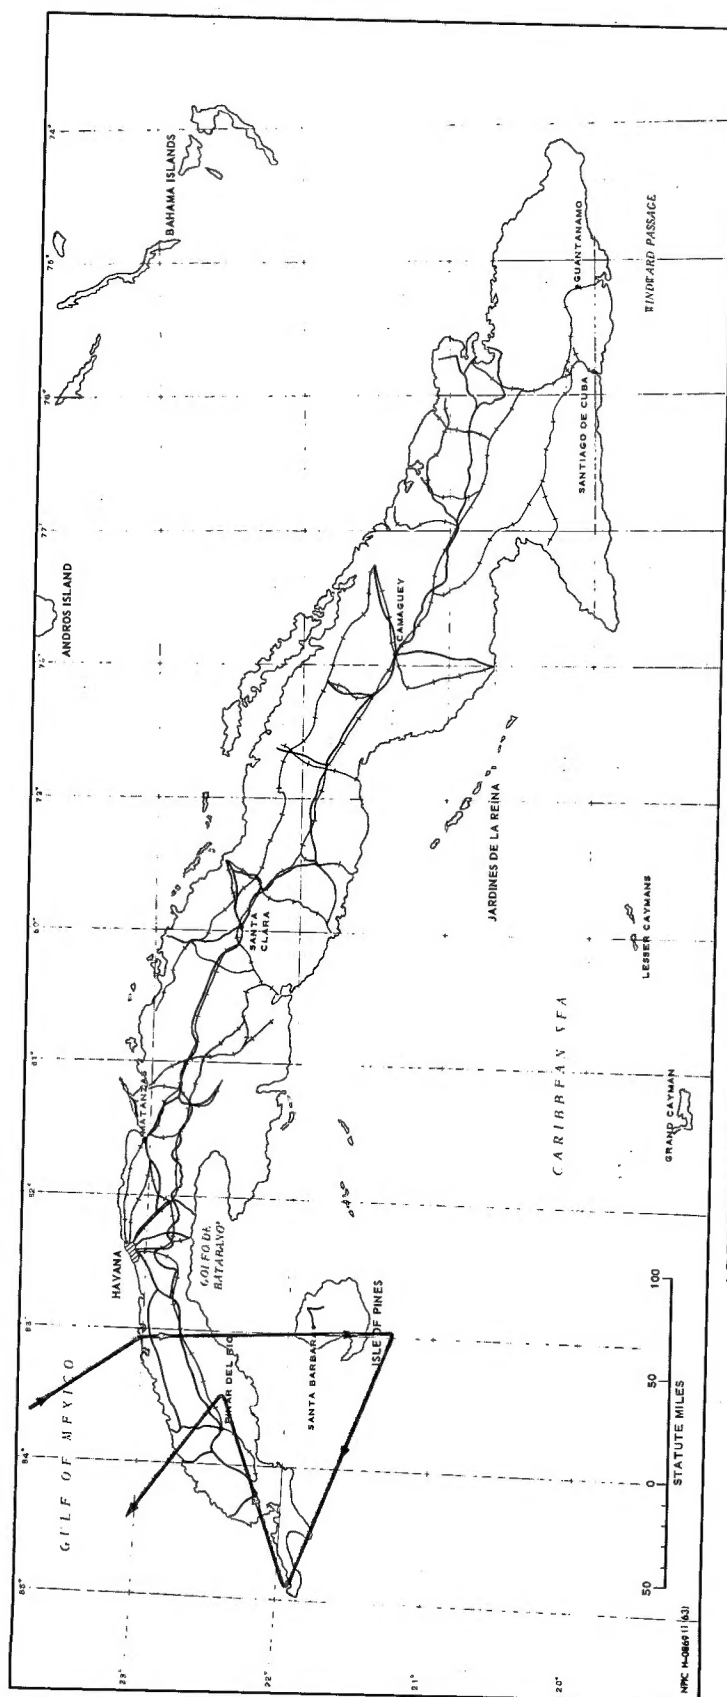 85°
84°
83°
82°
81°
80°
79°
78°
77°
76°
75°
74°
GULF OF MEXICO
ANDROS ISLAND
BAHAMA ISLANDS
HAVANA
MATANZAS
23°
GOLFO DE
BATABANO
PINAR DEL RIO
SANTA
CLARA
22°
SANTA BARBARA
ISLE OF PINES
CAMAGUEY
21°
JARDINES DE LA REINA
GUANTANAMO
SANTIAGO DE CUBA
CARIBBEAN SEA
20°
WINDWARD PASSAGE
LESSER CAYMANS
GRAND CAYMAN
50
0
50
100
STATUTE MILES